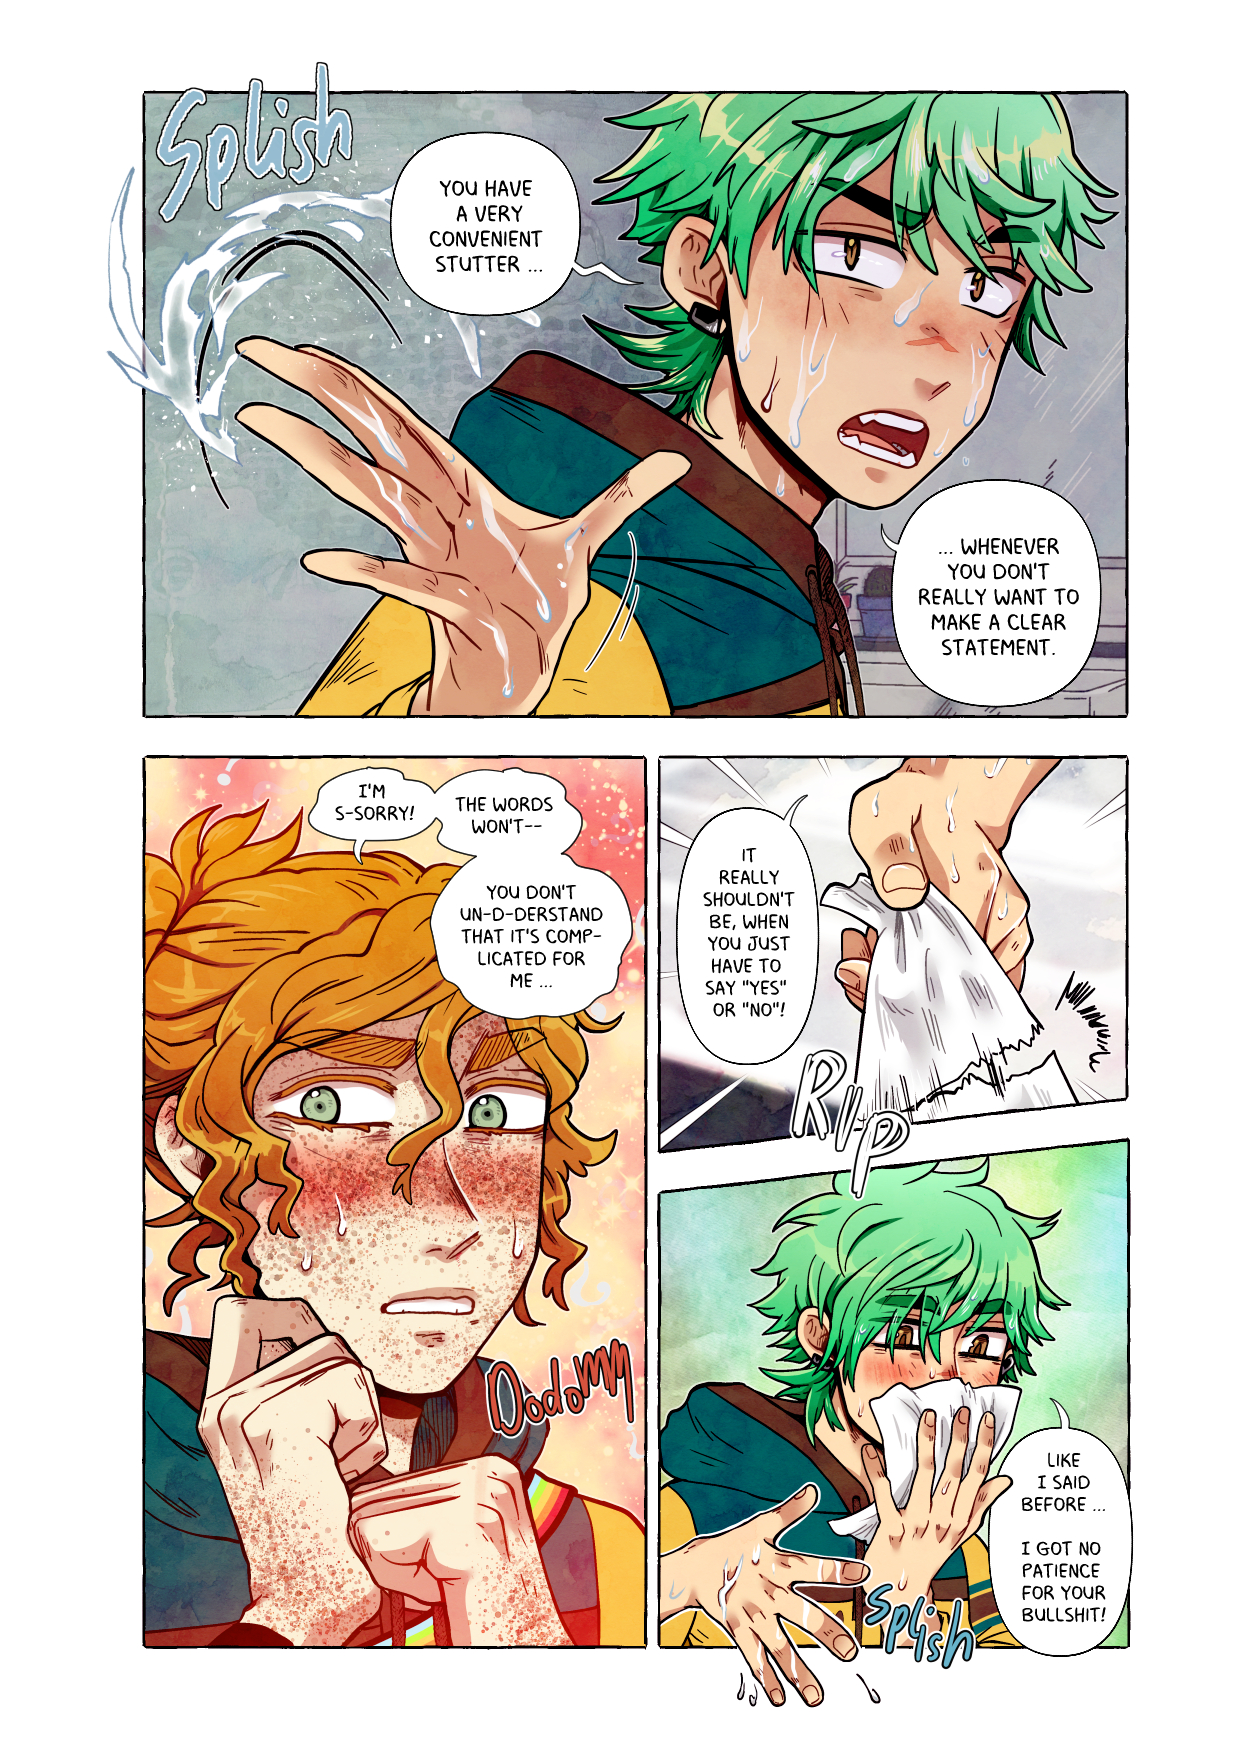 Splish
YOU HAVE
A VERY
CONVENIENT
STUTTER ...
... WHENEVER
YOU DON'T
REALLY WANT TO
MAKE A CLEAR
STATEMENT.
I'M
S-SORRY!
THE WORDS
WON'T--
YOU DON'T
UN-D-DERSTAND
THAT IT'S COMP-
LICATED FOR
ME ...
Dodomm
IT
REALLY
SHOULDN'T
BE, WHEN
YOU JUST
HAVE TO
SAY "YES"
OR "NO"!
RIP
LIKE
I SAID
BEFORE ...
I GOT NO
PATIENCE
FOR YOUR
BULLSHIT!
Splish